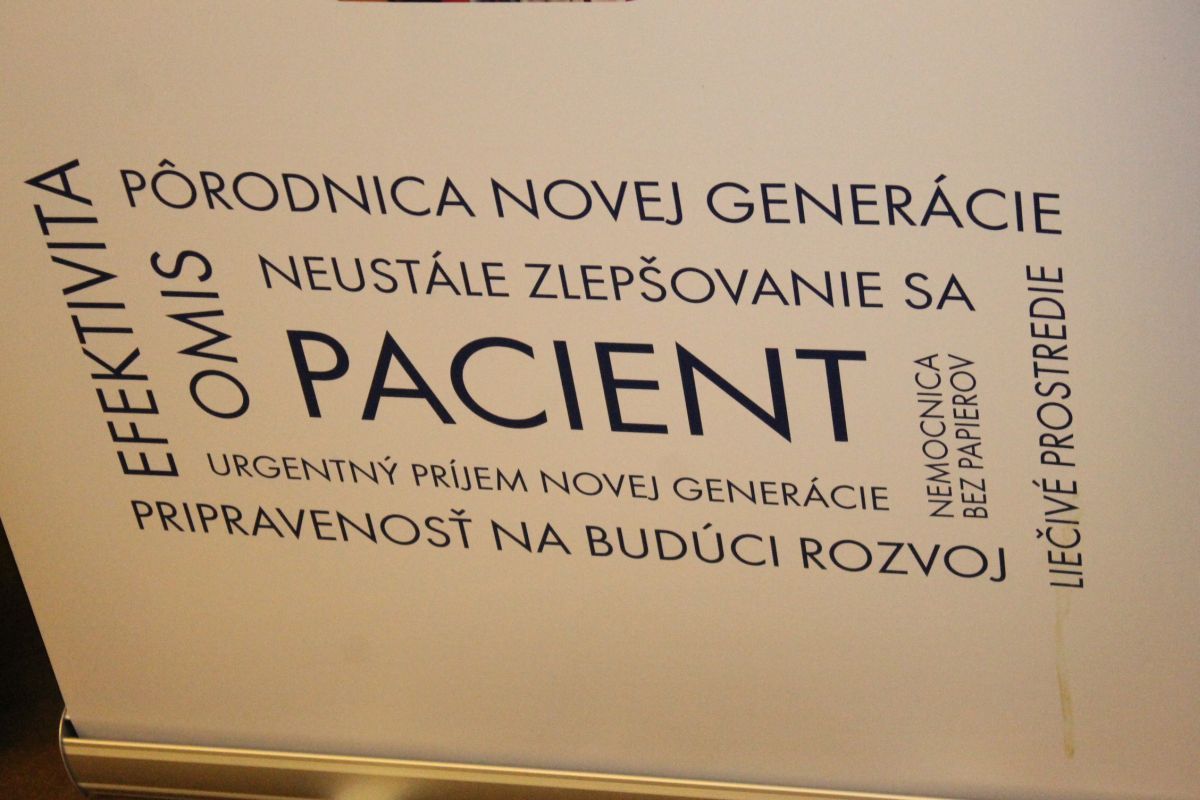 EFEKTIVITA
PÔRODNICA NOVEJ GENERÁCIE
OMIS
NEUSTÁLE ZLEPŠOVANIE SA
PACIENT
NEMOCNICA
BEZ PAPIEROV
LIEČIVÉ PROSTREDIE
URGENTNÝ PRÍJEM NOVEJ GENERÁCIE
PRIPRAVENOSŤ NA BUDÚCI ROZVOJ